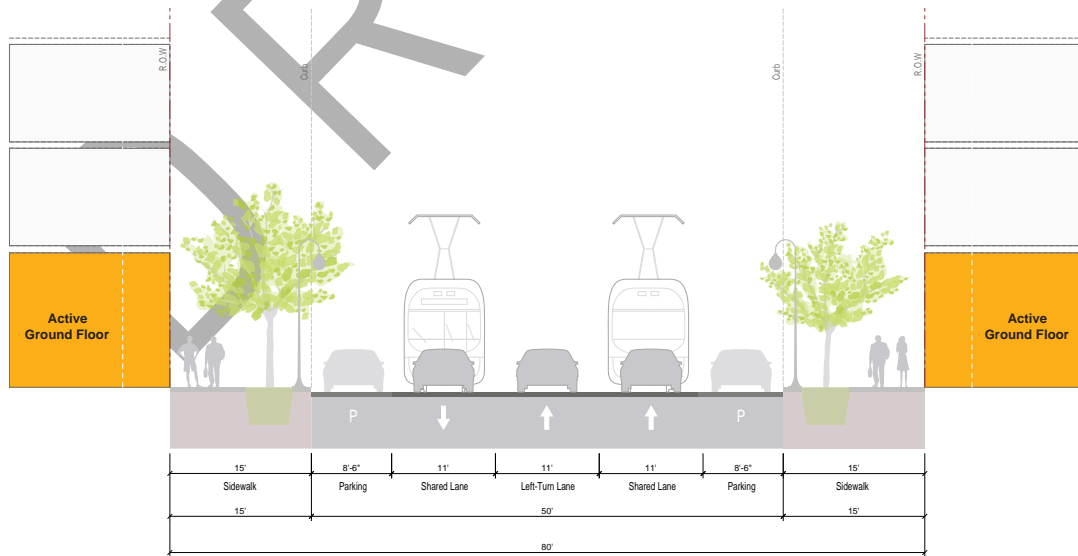 R.O.W
Curb
Curb
R.O.W
Active
Ground Floor
Active
Ground Floor
P
P
15'
8'-6"
11'
11'
11'
8'-6"
15'
Sidewalk
Parking
Shared Lane
Left-Turn Lane
Shared Lane
Parking
Sidewalk
15'
50'
15'
80'
D R